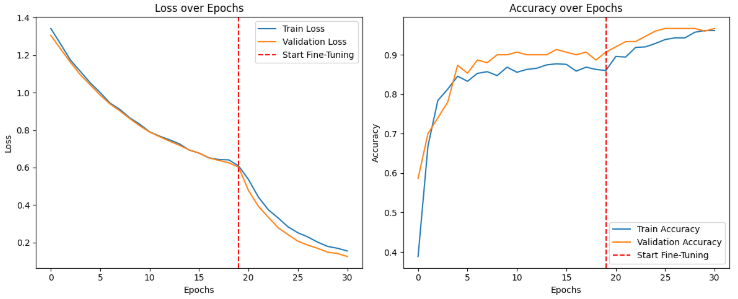 Loss over Epochs
1.4
1.2
1.0
0.8
0.6
0.4
0.2
Loss
0 5 10 15 20 25 30
Epochs
Train Loss
Validation Loss
Start Fine-Tuning
Accuracy over Epochs
0.9
0.8
0.7
0.6
0.5
0.4
Accuracy
0 5 10 15 20 25 30
Epochs
Train Accuracy
Validation Accuracy
Start Fine-Tuning